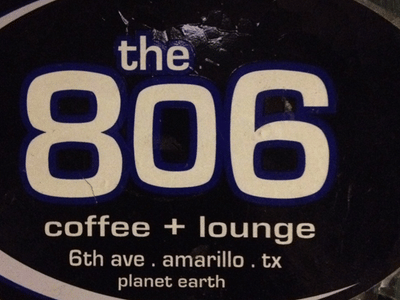 the
806
coffee + lounge
6th ave . amarillo . tx
planet earth